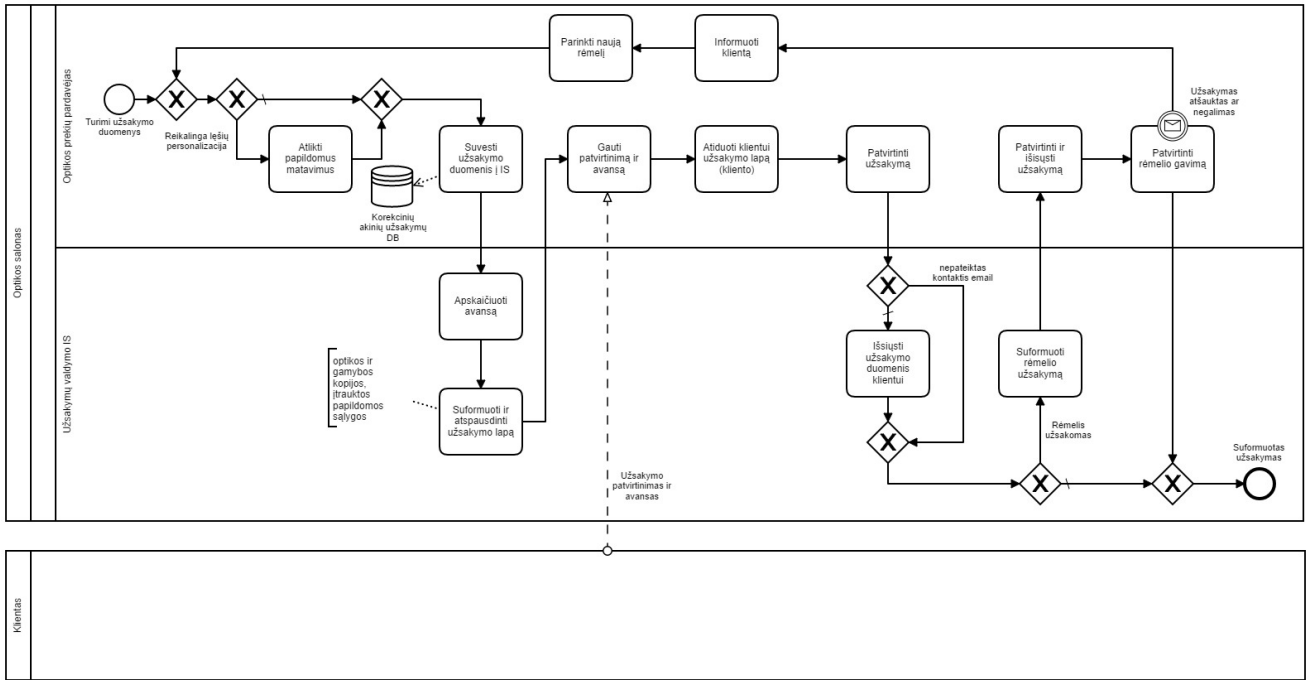 Optikos salonas
Optikos prekių pardavėjas
Turimi užsakymo
duomenys
Reikalinga lęšių
personalizacija
Atlikti
papildomus
matavimus
Korekcinių
akinių užsakymų
DB
Suvesti
užsakymo
duomenis į IS
Parinkti naują
rėmelį
Informuoti
klientą
Gauti
patvirtinimą ir
avansą
Atiduoti klientui
užsakymo lapą
(kliento)
Patvirtinti
užsakymą
Patvirtinti ir
išisųsti
užsakymą
Užsakymas
atšauktas ar
negalimas
Patvirtinti
rėmelio gavimą
Užsakymų valdymo IS
Apskaičiuoti
avansą
optikos ir
gamybos
kopijos,
įtrauktos
papildomos
sąlygos
Suformuoti ir
atspausdinti
užsakymo lapą
Užsakymo
patvirtinimas ir
avansas
nepateiktas
kontaktis email
Išsiųsti
užsakymo
duomenis
klientui
Suformuoti
rėmelio
užsakymą
Rėmelis
užsakomas
Suformuotas
užsakymas
Klientas